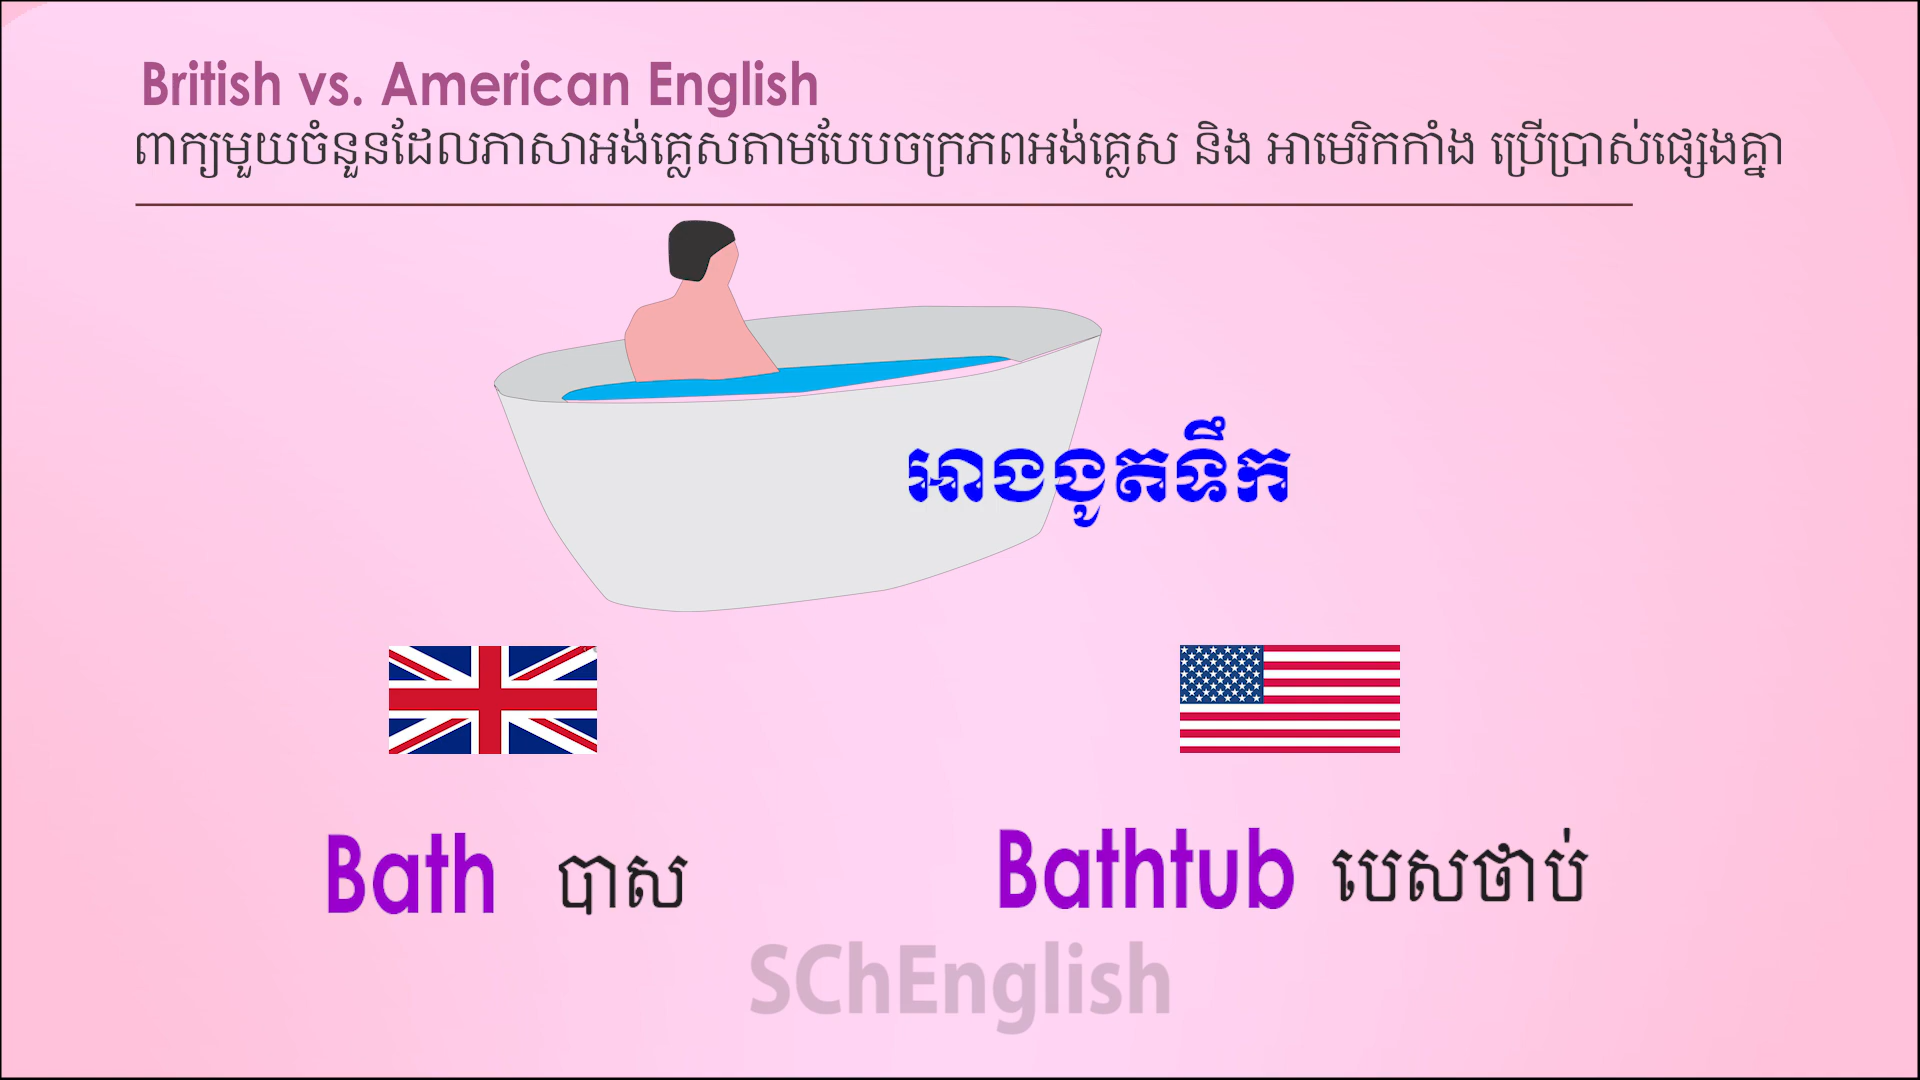 British vs. American English
ពាក្យមួយចំនួនដែលភាសាអង់គ្លេសតាមបែបចក្រភពអង់គ្លេស និង អាមេរិកកាំង ប្រើប្រាស់ផ្សេងគ្នា
អាងងូតទឹក
Bath បាស
Bathtub បេសថាប់
SChEnglish